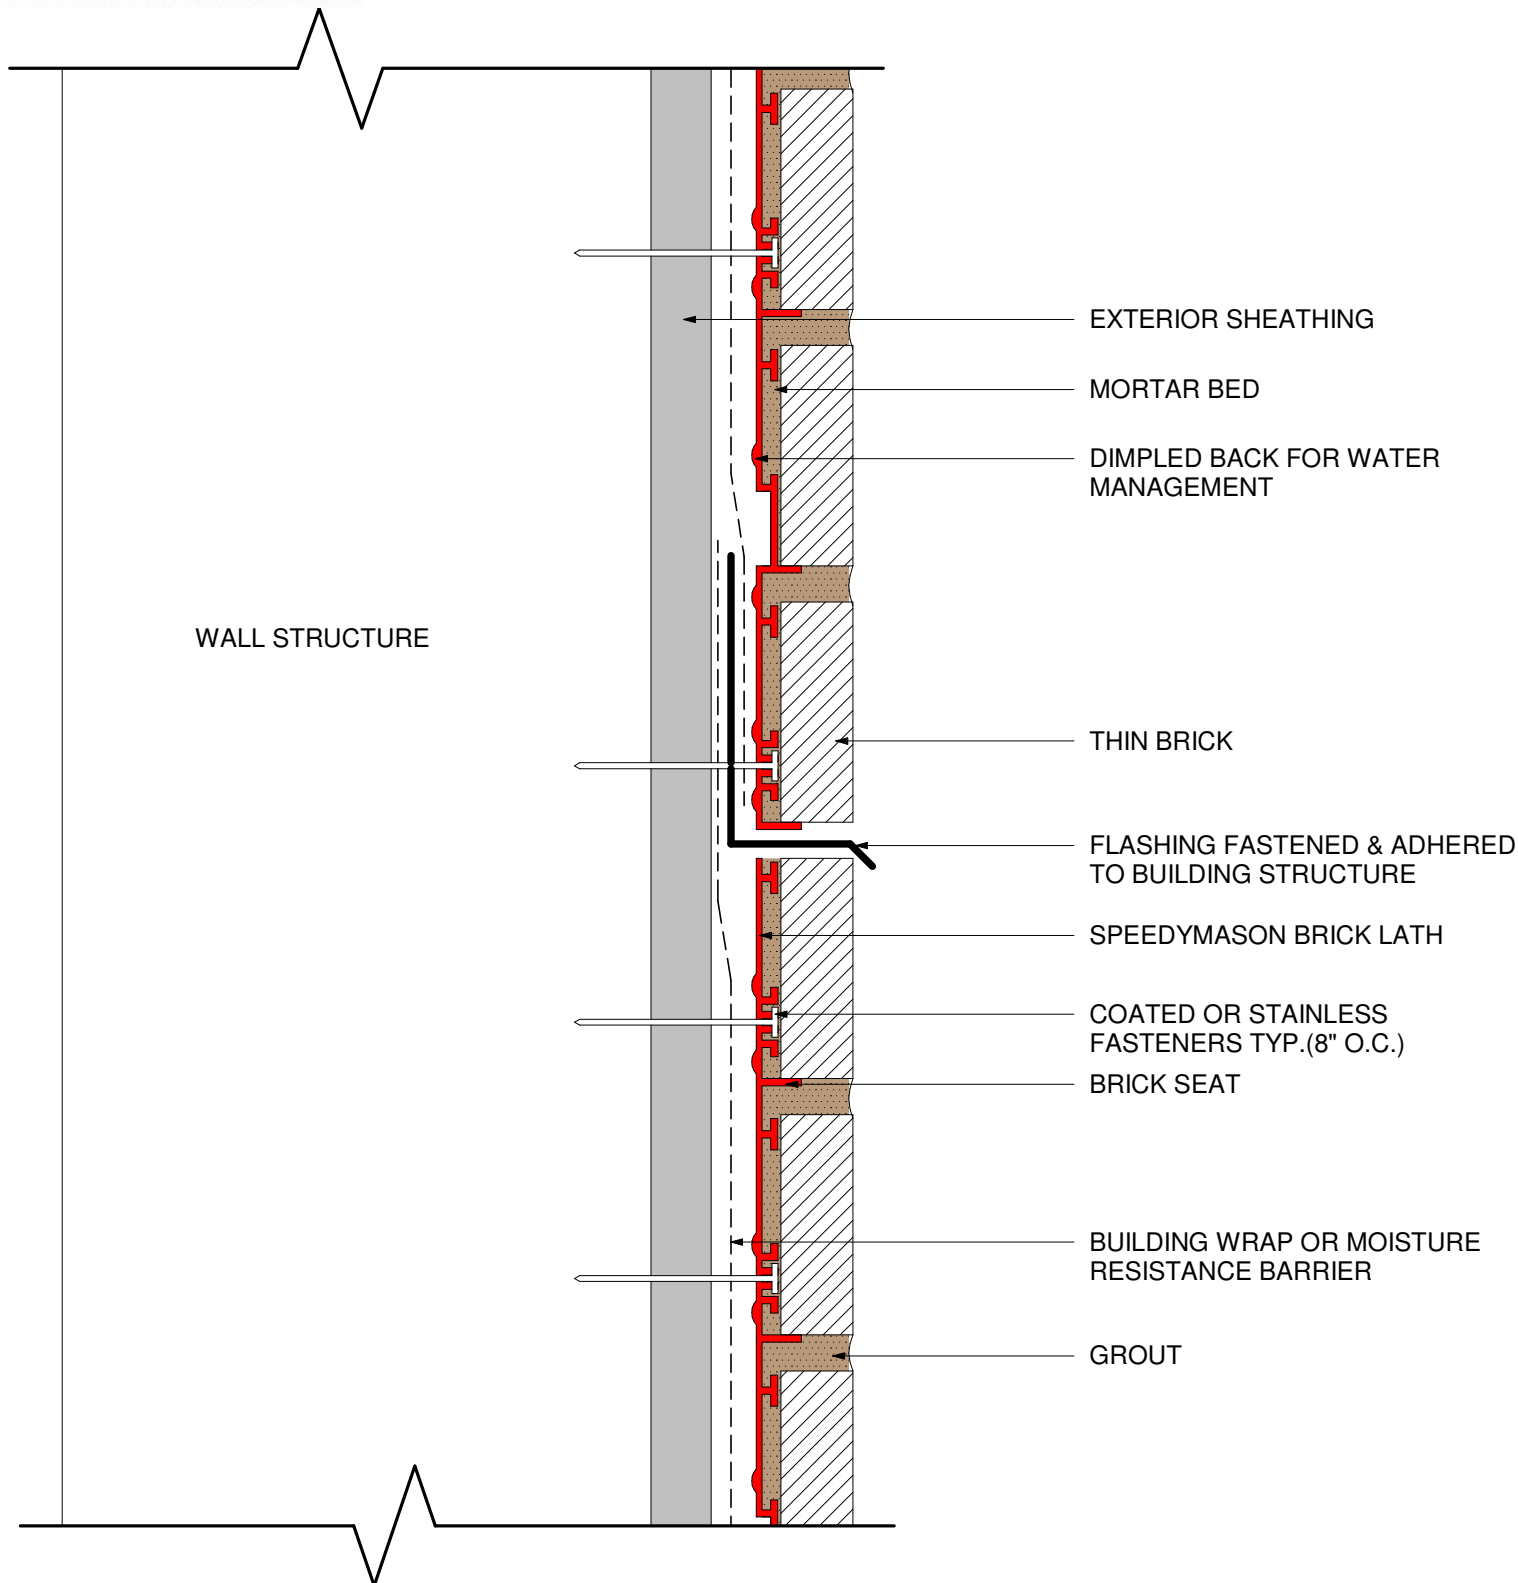 EXTERIOR SHEATHING
MORTAR BED
DIMPLED BACK FOR WATER
MANAGEMENT
WALL STRUCTURE
THIN BRICK
FLASHING FASTENED & ADHERED
TO BUILDING STRUCTURE
SPEEDYMASON BRICK LATH
COATED OR STAINLESS
FASTENERS TYP.(8" O.C.)
BRICK SEAT
BUILDING WRAP OR MOISTURE
RESISTANCE BARRIER
GROUT